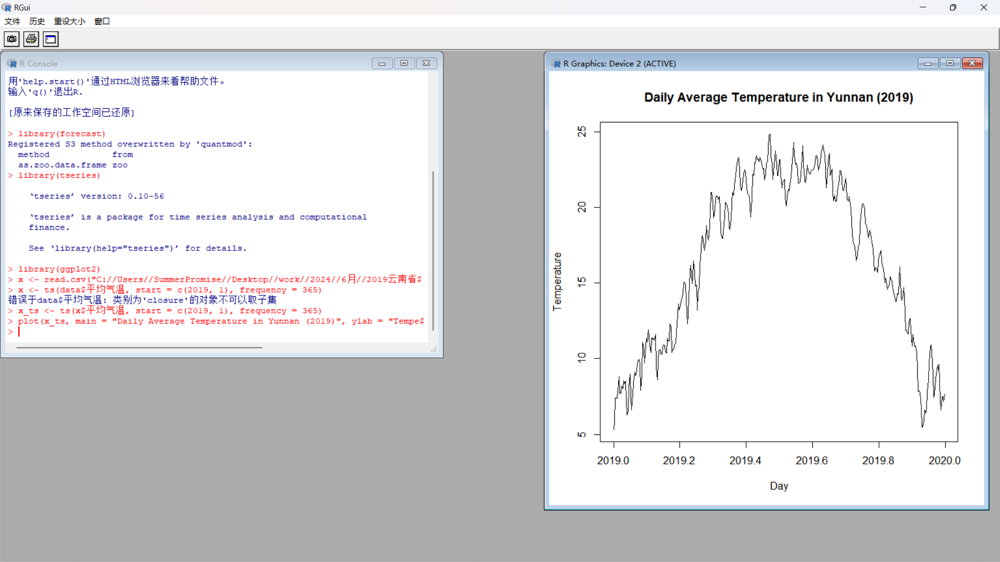 RGui
文件 历史 重设大小 窗口
R Console
用'help.start()'通过HTML浏览器来看帮助文件。
输入'q()'退出R.
[原来保存的工作空间已还原]
> library(forecast)
Registered S3 method overwritten by 'quantmod':
method from
as.zoo.data.frame zoo
> library(tseries)
‘tseries’ version: 0.10-56
‘tseries’ is a package for time series analysis and computational
finance.
See ‘library(help="tseries")’ for details.
> library(ggplot2)
> x <- read.csv("C://Users//SummerPromise//Desktop//work//2024//6月//2019云南省$
> x <- ts(data$平均气温, start = c(2019, 1), frequency = 365)
错误于data$平均气温: 类别为'closure'的对象不可以取子集
> x_ts <- ts(x$平均气温, start = c(2019, 1), frequency = 365)
> plot(x_ts, main = "Daily Average Temperature in Yunnan (2019)", ylab = "Tempe$
>
R Graphics: Device 2 (ACTIVE)
Daily Average Temperature in Yunnan (2019)
25
20
15
10
5
Temperature
2019.0 2019.2 2019.4 2019.6 2019.8 2020.0
Day